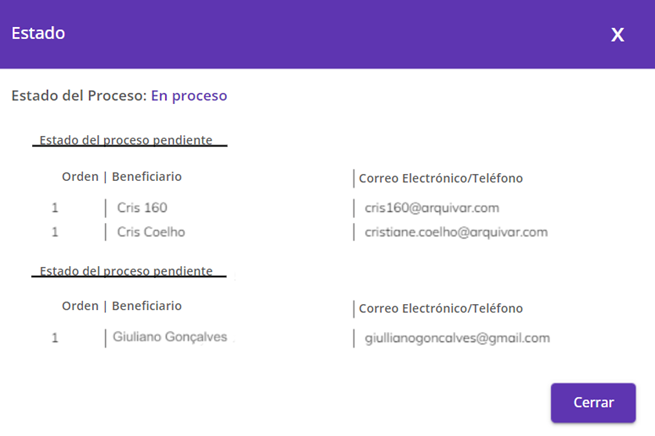 Estado X
Estado del Proceso: En proceso
Estado del proceso pendiente
Orden | Beneficiario | Correo Electrónico/Teléfono
1 | Cris 160 | cris160@arquivar.com
1 | Cris Coelho | cristiane.coelho@arquivar.com
Estado del proceso pendiente
Orden | Beneficiario | Correo Electrónico/Teléfono
1 | Giuliano Gonçalves | giullianogoncalves@gmail.com
Cerrar